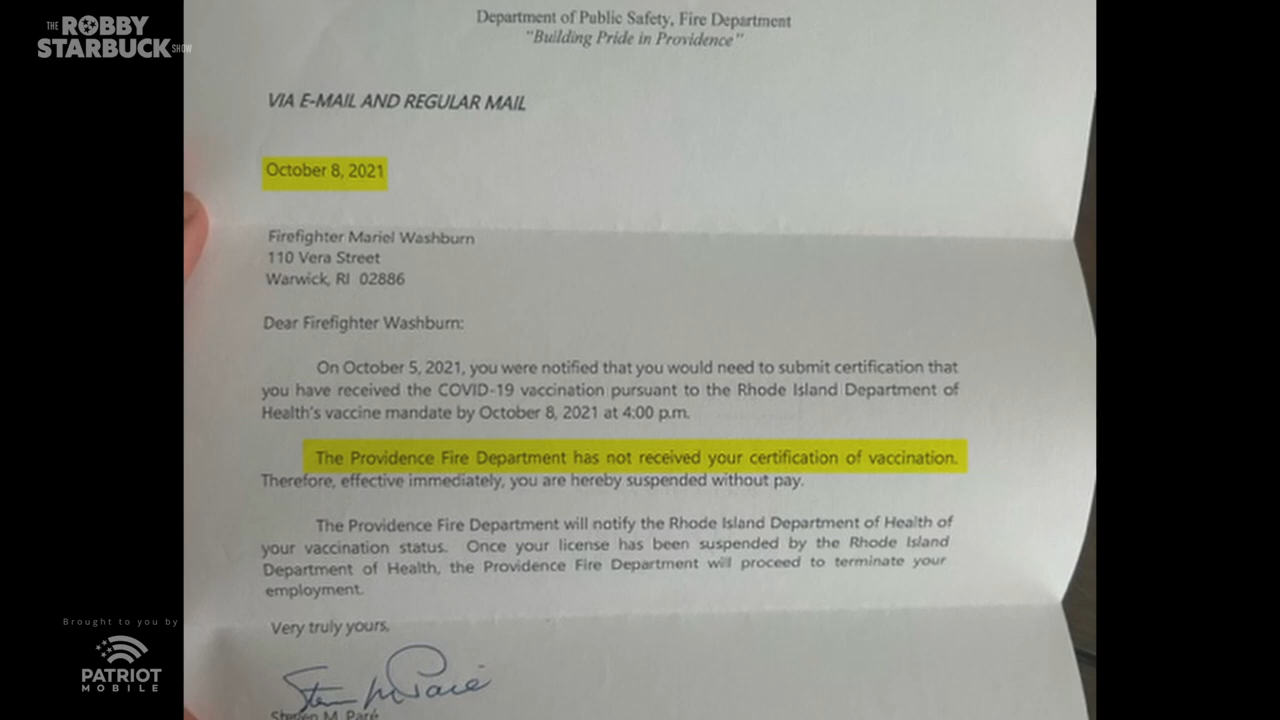 THE
ROBBY
STARBUCK
SHOW
Department of Public Safety, Fire Department
"Building Pride in Providence"
VIA E-MAIL AND REGULAR MAIL
October 8, 2021
Firefighter Mariel Washburn
110 Vera Street
Warwick, RI 02886
Dear Firefighter Washburn:
On October 5, 2021, you were notified that you would need to submit certification that
you have received the COVID-19 vaccination pursuant to the Rhode Island Department of
Health's vaccine mandate by October 8, 2021 at 4:00 p.m.
The Providence Fire Department has not received your certification of vaccination.
Therefore, effective immediately, you are hereby suspended without pay.
The Providence Fire Department will notify the Rhode Island Department of Health of
your vaccination status. Once your license has been suspended by the Rhode Island
Department of Health, the Providence Fire Department will proceed to terminate your
employment.
Very truly yours,
Steven M. Paré
Steven M. Paré
Brought to you by
PATRIOT
MOBILE